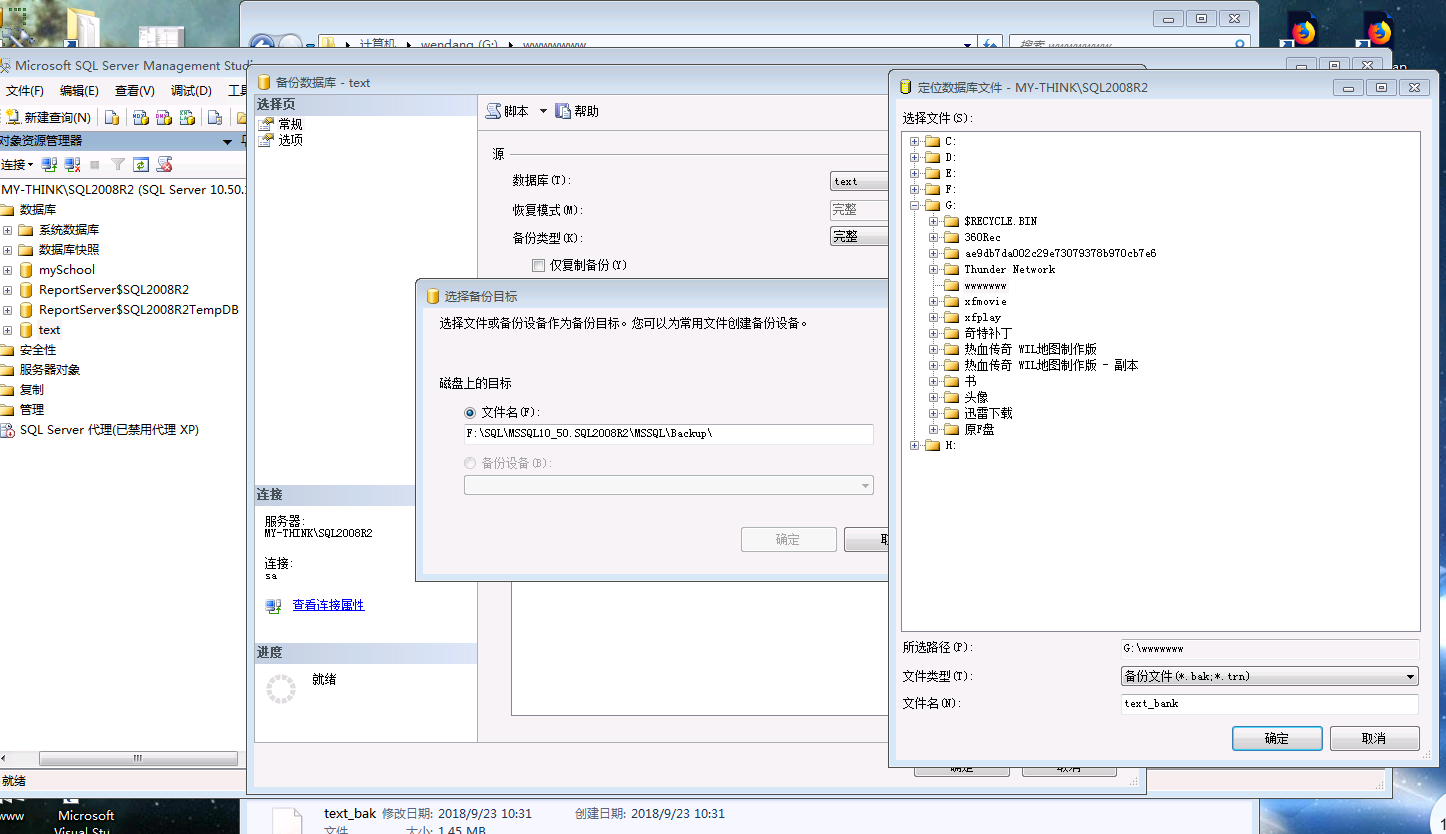 计算机 wendang (G:) wwwwwww
搜索 wwwwwww
Microsoft SQL Server Management Studi
文件(F) 编辑(E) 查看(V) 调试(D) 工具
新建查询(N)
对象资源管理器
连接
MY-THINK\SQL2008R2 (SQL Server 10.50.
数据库
系统数据库
数据库快照
mySchool
ReportServer$SQL2008R2
ReportServer$SQL2008R2TempDB
text
安全性
服务器对象
复制
管理
SQL Server 代理(已禁用代理 XP)
就绪
备份数据库 - text
选择页
常规
选项
脚本 帮助
源
数据库(T): text
恢复模式(M): 完整
备份类型(K): 完整
仅复制备份(Y)
连接
服务器:
MY-THINK\SQL2008R2
连接:
sa
查看连接属性
进度
就绪
确定 取消
选择备份目标
选择文件或备份设备作为备份目标。您可以为常用文件创建备份设备。
磁盘上的目标
文件名(F):
F:\SQL\MSSQL10_50.SQL2008R2\MSSQL\Backup\
备份设备(B):
确定
定位数据库文件 - MY-THINK\SQL2008R2
选择文件(S):
C:
D:
E:
F:
G:
$RECYCLE.BIN
360Rec
ae9db7da002c29e73079378b970cb7e6
Thunder Network
wwwwwww
xfmovie
xfplay
奇特补丁
热血传奇 WIL地图制作版
热血传奇 WIL地图制作版 - 副本
书
头像
迅雷下载
原F盘
H:
所选路径(P): G:\wwwwwww
文件类型(T): 备份文件(*.bak;*.trn)
文件名(N): text_bank
确定 取消
text_bak 修改日期: 2018/9/23 10:31 创建日期: 2018/9/23 10:31
文件 大小: 1.45 MB
www
Microsoft
Visual Stu